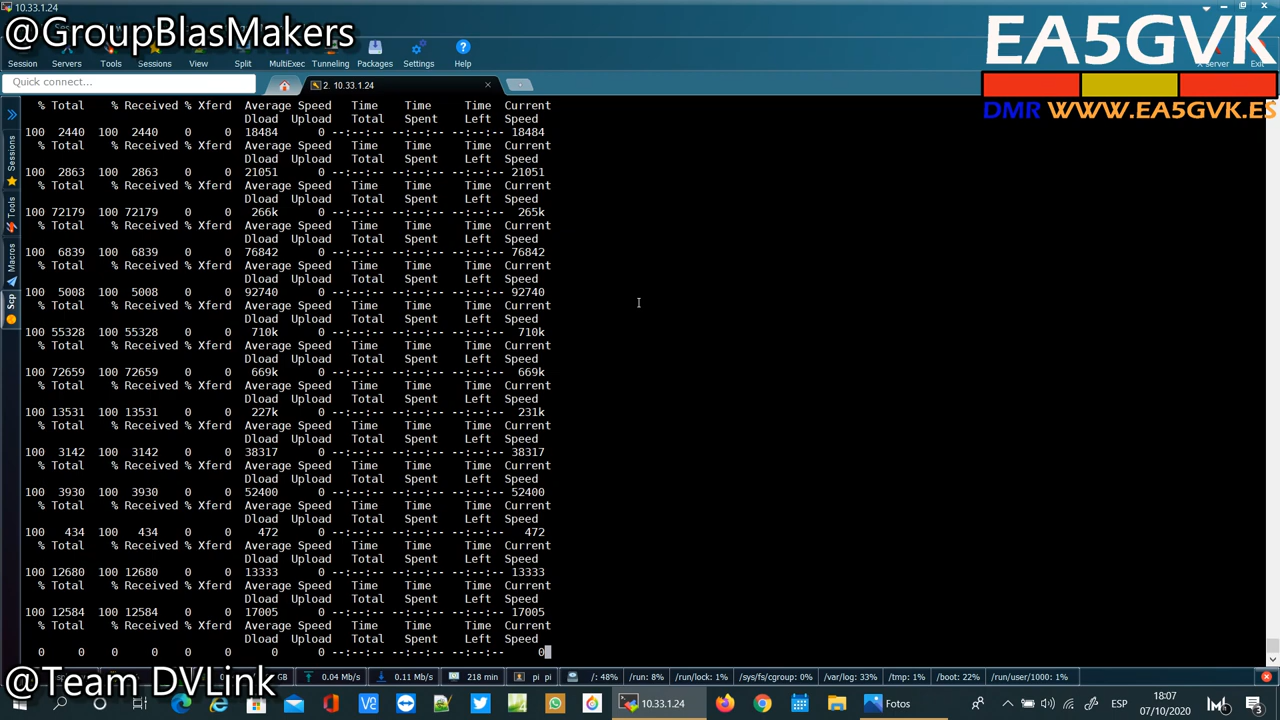 10.33.1.24
@GroupBlasMakers
EA5GVK
DMR WWW.EA5GVK.ES
Session Servers Tools Sessions View Split MultiExec Tunneling Packages Settings Help
X server Exit
Quick connect...
2. 10.33.1.24
Sessions
Tools
Macros
Scp
% Total % Received % Xferd Average Speed Time Time Time Current
Dload Upload Total Spent Left Speed
100 2440 100 2440 0 0 18484 0 --:--:-- --:--:-- --:--:-- 18484
% Total % Received % Xferd Average Speed Time Time Time Current
Dload Upload Total Spent Left Speed
100 2863 100 2863 0 0 21051 0 --:--:-- --:--:-- --:--:-- 21051
% Total % Received % Xferd Average Speed Time Time Time Current
Dload Upload Total Spent Left Speed
100 72179 100 72179 0 0 266k 0 --:--:-- --:--:-- --:--:-- 265k
% Total % Received % Xferd Average Speed Time Time Time Current
Dload Upload Total Spent Left Speed
100 6839 100 6839 0 0 76842 0 --:--:-- --:--:-- --:--:-- 76842
% Total % Received % Xferd Average Speed Time Time Time Current
Dload Upload Total Spent Left Speed
100 5008 100 5008 0 0 92740 0 --:--:-- --:--:-- --:--:-- 92740
% Total % Received % Xferd Average Speed Time Time Time Current
Dload Upload Total Spent Left Speed
100 55328 100 55328 0 0 710k 0 --:--:-- --:--:-- --:--:-- 710k
% Total % Received % Xferd Average Speed Time Time Time Current
Dload Upload Total Spent Left Speed
100 72659 100 72659 0 0 669k 0 --:--:-- --:--:-- --:--:-- 669k
% Total % Received % Xferd Average Speed Time Time Time Current
Dload Upload Total Spent Left Speed
100 13531 100 13531 0 0 227k 0 --:--:-- --:--:-- --:--:-- 231k
% Total % Received % Xferd Average Speed Time Time Time Current
Dload Upload Total Spent Left Speed
100 3142 100 3142 0 0 38317 0 --:--:-- --:--:-- --:--:-- 38317
% Total % Received % Xferd Average Speed Time Time Time Current
Dload Upload Total Spent Left Speed
100 3930 100 3930 0 0 52400 0 --:--:-- --:--:-- --:--:-- 52400
% Total % Received % Xferd Average Speed Time Time Time Current
Dload Upload Total Spent Left Speed
100 434 100 434 0 0 472 0 --:--:-- --:--:-- --:--:-- 472
% Total % Received % Xferd Average Speed Time Time Time Current
Dload Upload Total Spent Left Speed
100 12680 100 12680 0 0 13333 0 --:--:-- --:--:-- --:--:-- 13333
% Total % Received % Xferd Average Speed Time Time Time Current
Dload Upload Total Spent Left Speed
100 12584 100 12584 0 0 17005 0 --:--:-- --:--:-- --:--:-- 17005
% Total % Received % Xferd Average Speed Time Time Time Current
Dload Upload Total Spent Left Speed
0 0 0 0 0 0 0 0 --:--:-- --:--:-- --:--:-- 0
@Team DVLink
GB 0.04 Mb/s 0.11 Mb/s 218 min pi pi /: 48% /run: 8% /run/lock: 1% /sys/fs/cgroup: 0% /var/log: 33% /tmp: 1% /boot: 22% /run/user/1000: 1%
10.33.1.24 Fotos ESP 18:07
07/10/2020